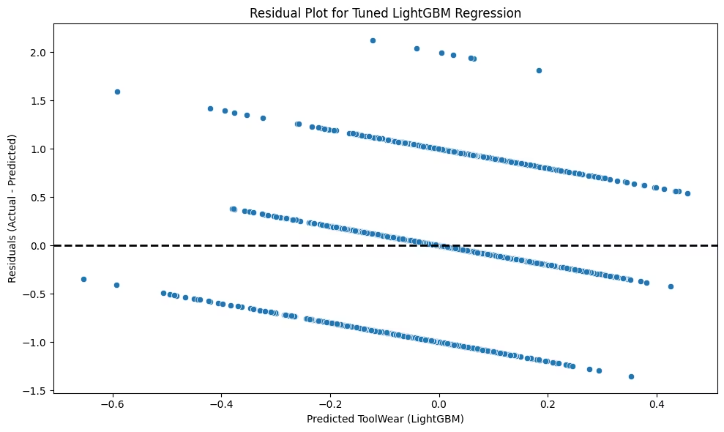 Residual Plot for Tuned LightGBM Regression
Residuals (Actual - Predicted)
2.0
1.5
1.0
0.5
0.0
−0.5
−1.0
−1.5
−0.6 −0.4 −0.2 0.0 0.2 0.4
Predicted ToolWear (LightGBM)